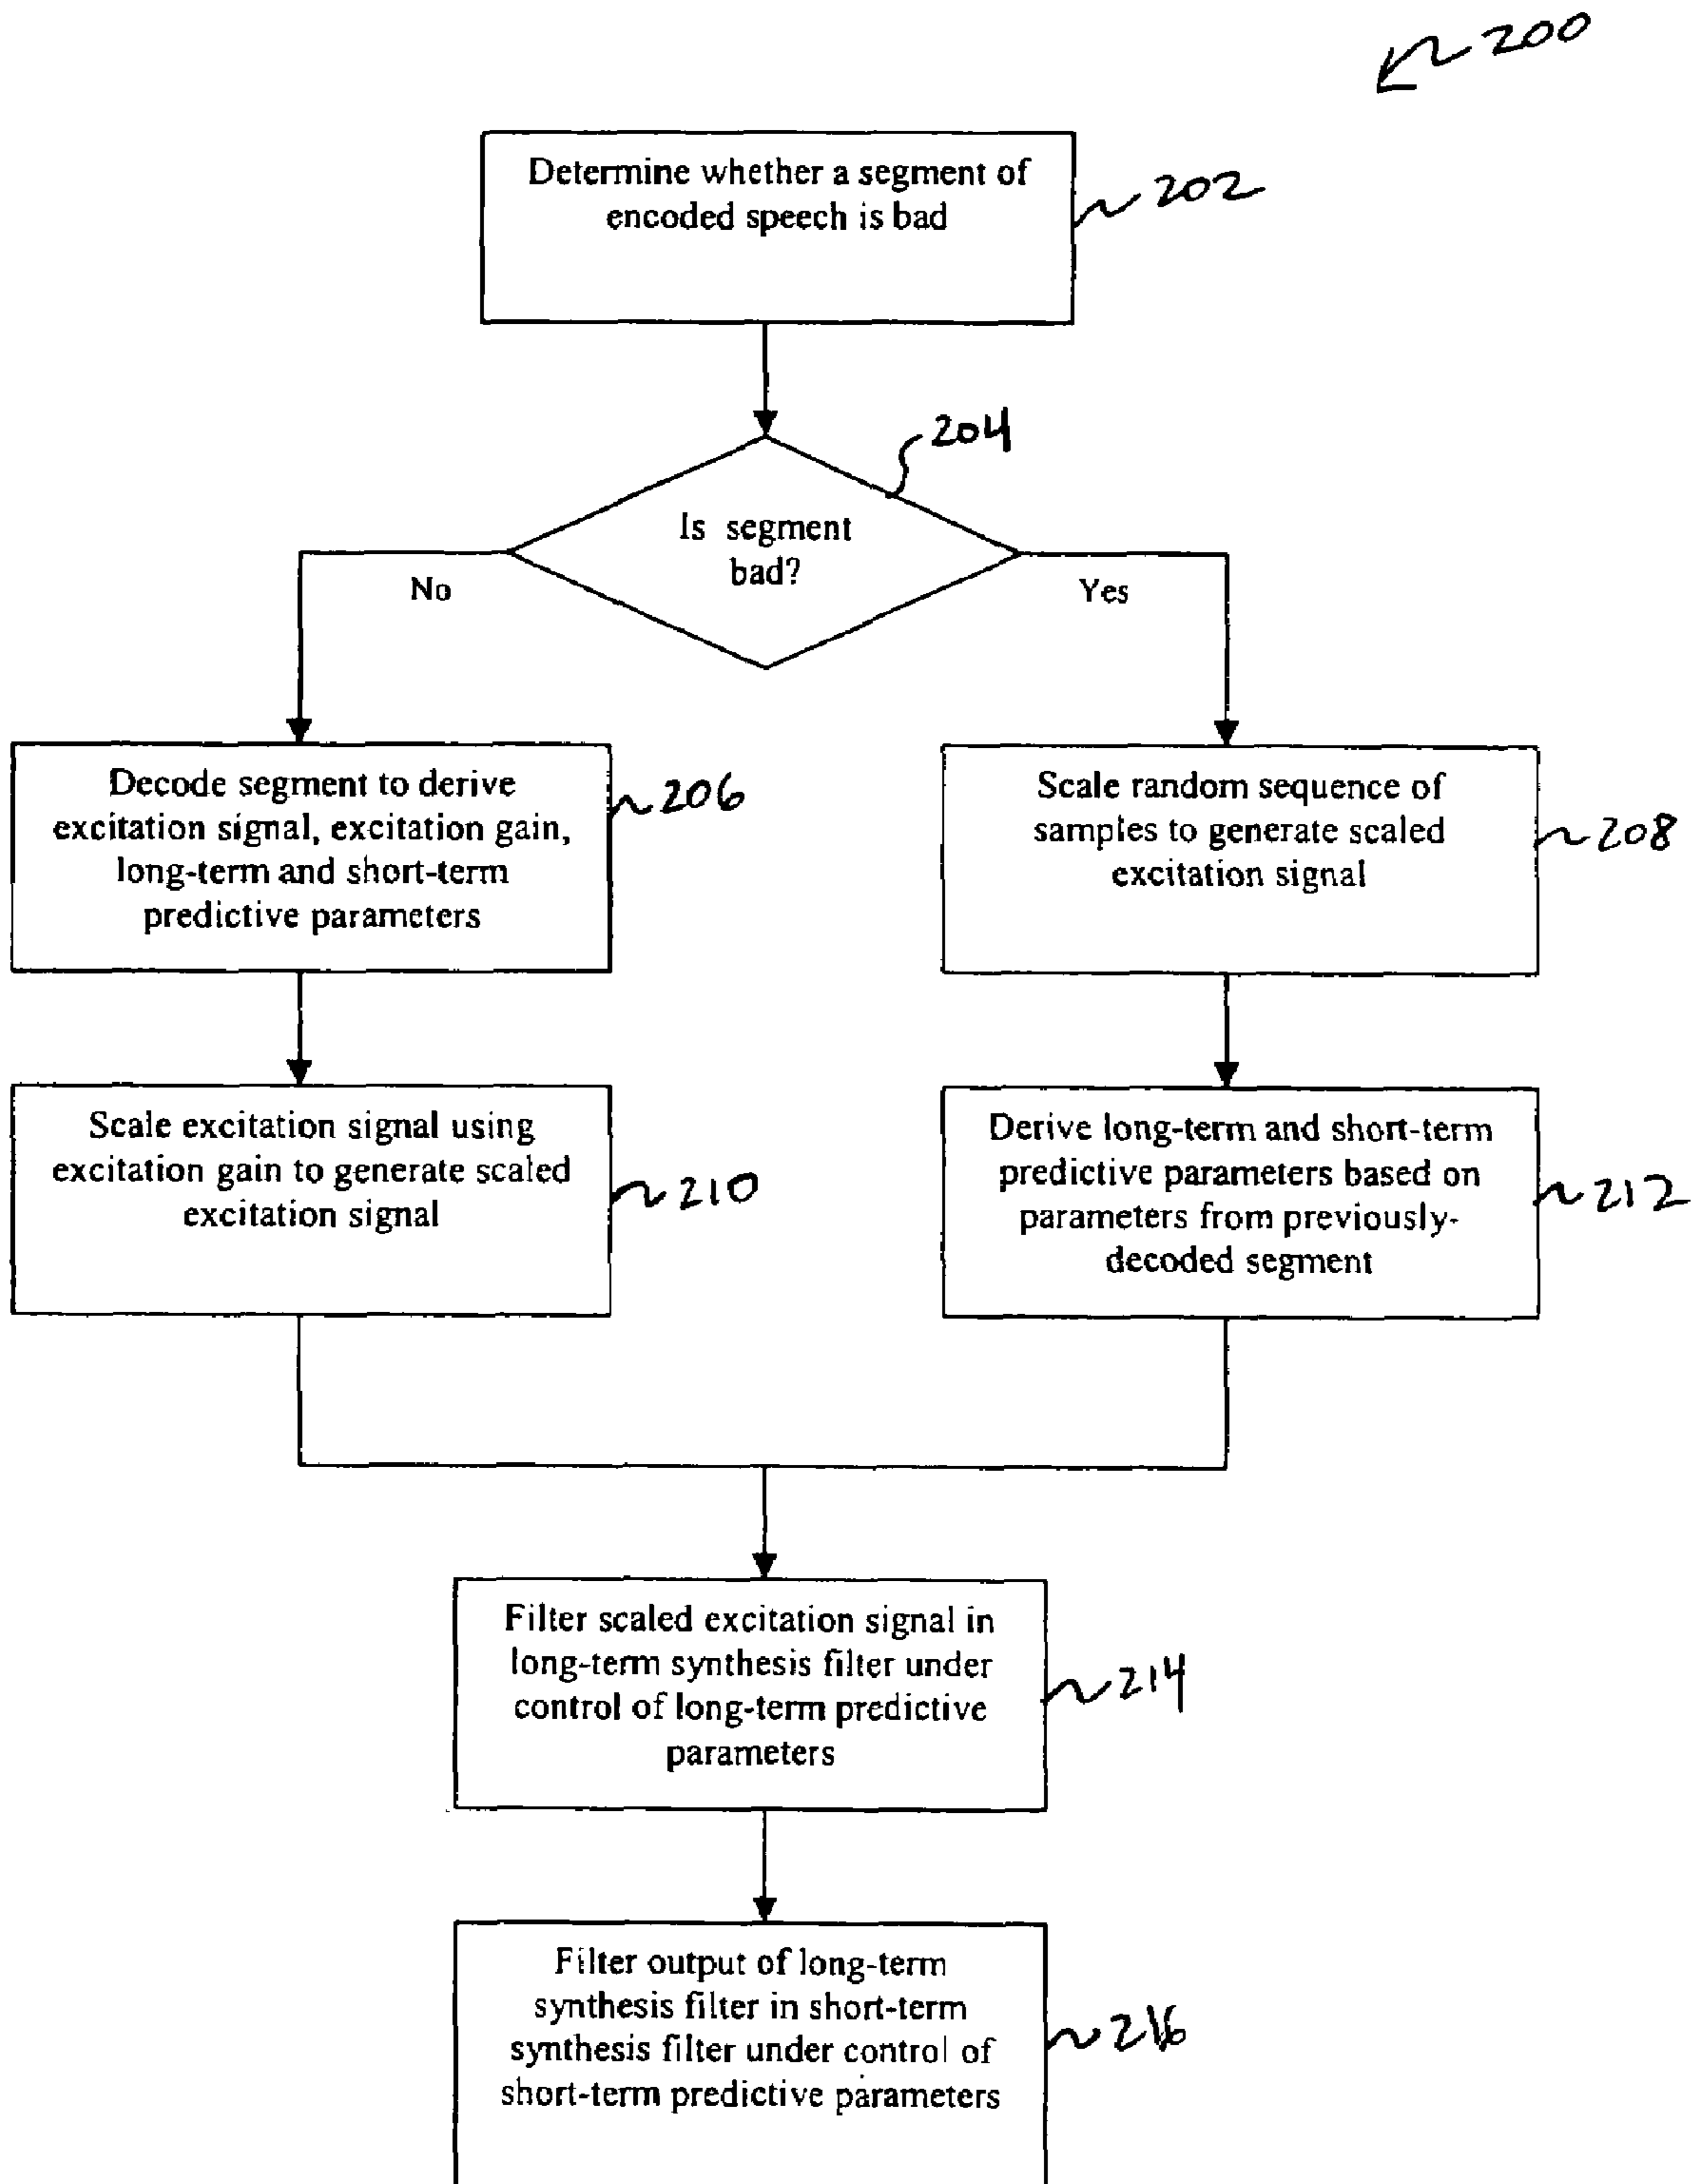 200
Determine whether a segment of
encoded speech is bad
202
204
Is segment
bad?
No
Yes
Decode segment to derive
excitation signal, excitation gain,
long-term and short-term
predictive parameters
206
Scale random sequence of
samples to generate scaled
excitation signal
208
Scale excitation signal using
excitation gain to generate scaled
excitation signal
210
Derive long-term and short-term
predictive parameters based on
parameters from previously-
decoded segment
212
Filter scaled excitation signal in
long-term synthesis filter under
control of long-term predictive
parameters
214
Filter output of long-term
synthesis filter in short-term
synthesis filter under control of
short-term predictive parameters
216